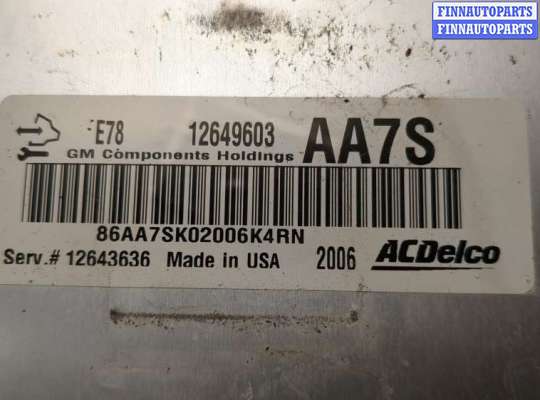 FINNAUTOPARTS
FINNAUTOPARTS
E78 12649603 AA7S
GM Components Holdings
86AA7SK02006K4RN
Serv.# 12643636 Made in USA 2006 ACDelco